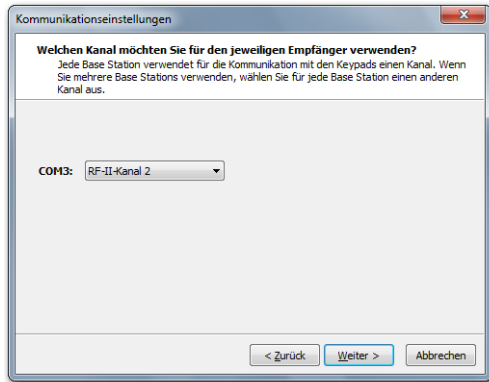 Kommunikationseinstellungen
Welchen Kanal möchten Sie für den jeweiligen Empfänger verwenden?
Jede Base Station verwendet für die Kommunikation mit den Keypads einen Kanal. Wenn
Sie mehrere Base Stations verwenden, wählen Sie für jede Base Station einen anderen
Kanal aus.
COM3: RF-II-Kanal 2
< Zurück Weiter > Abbrechen